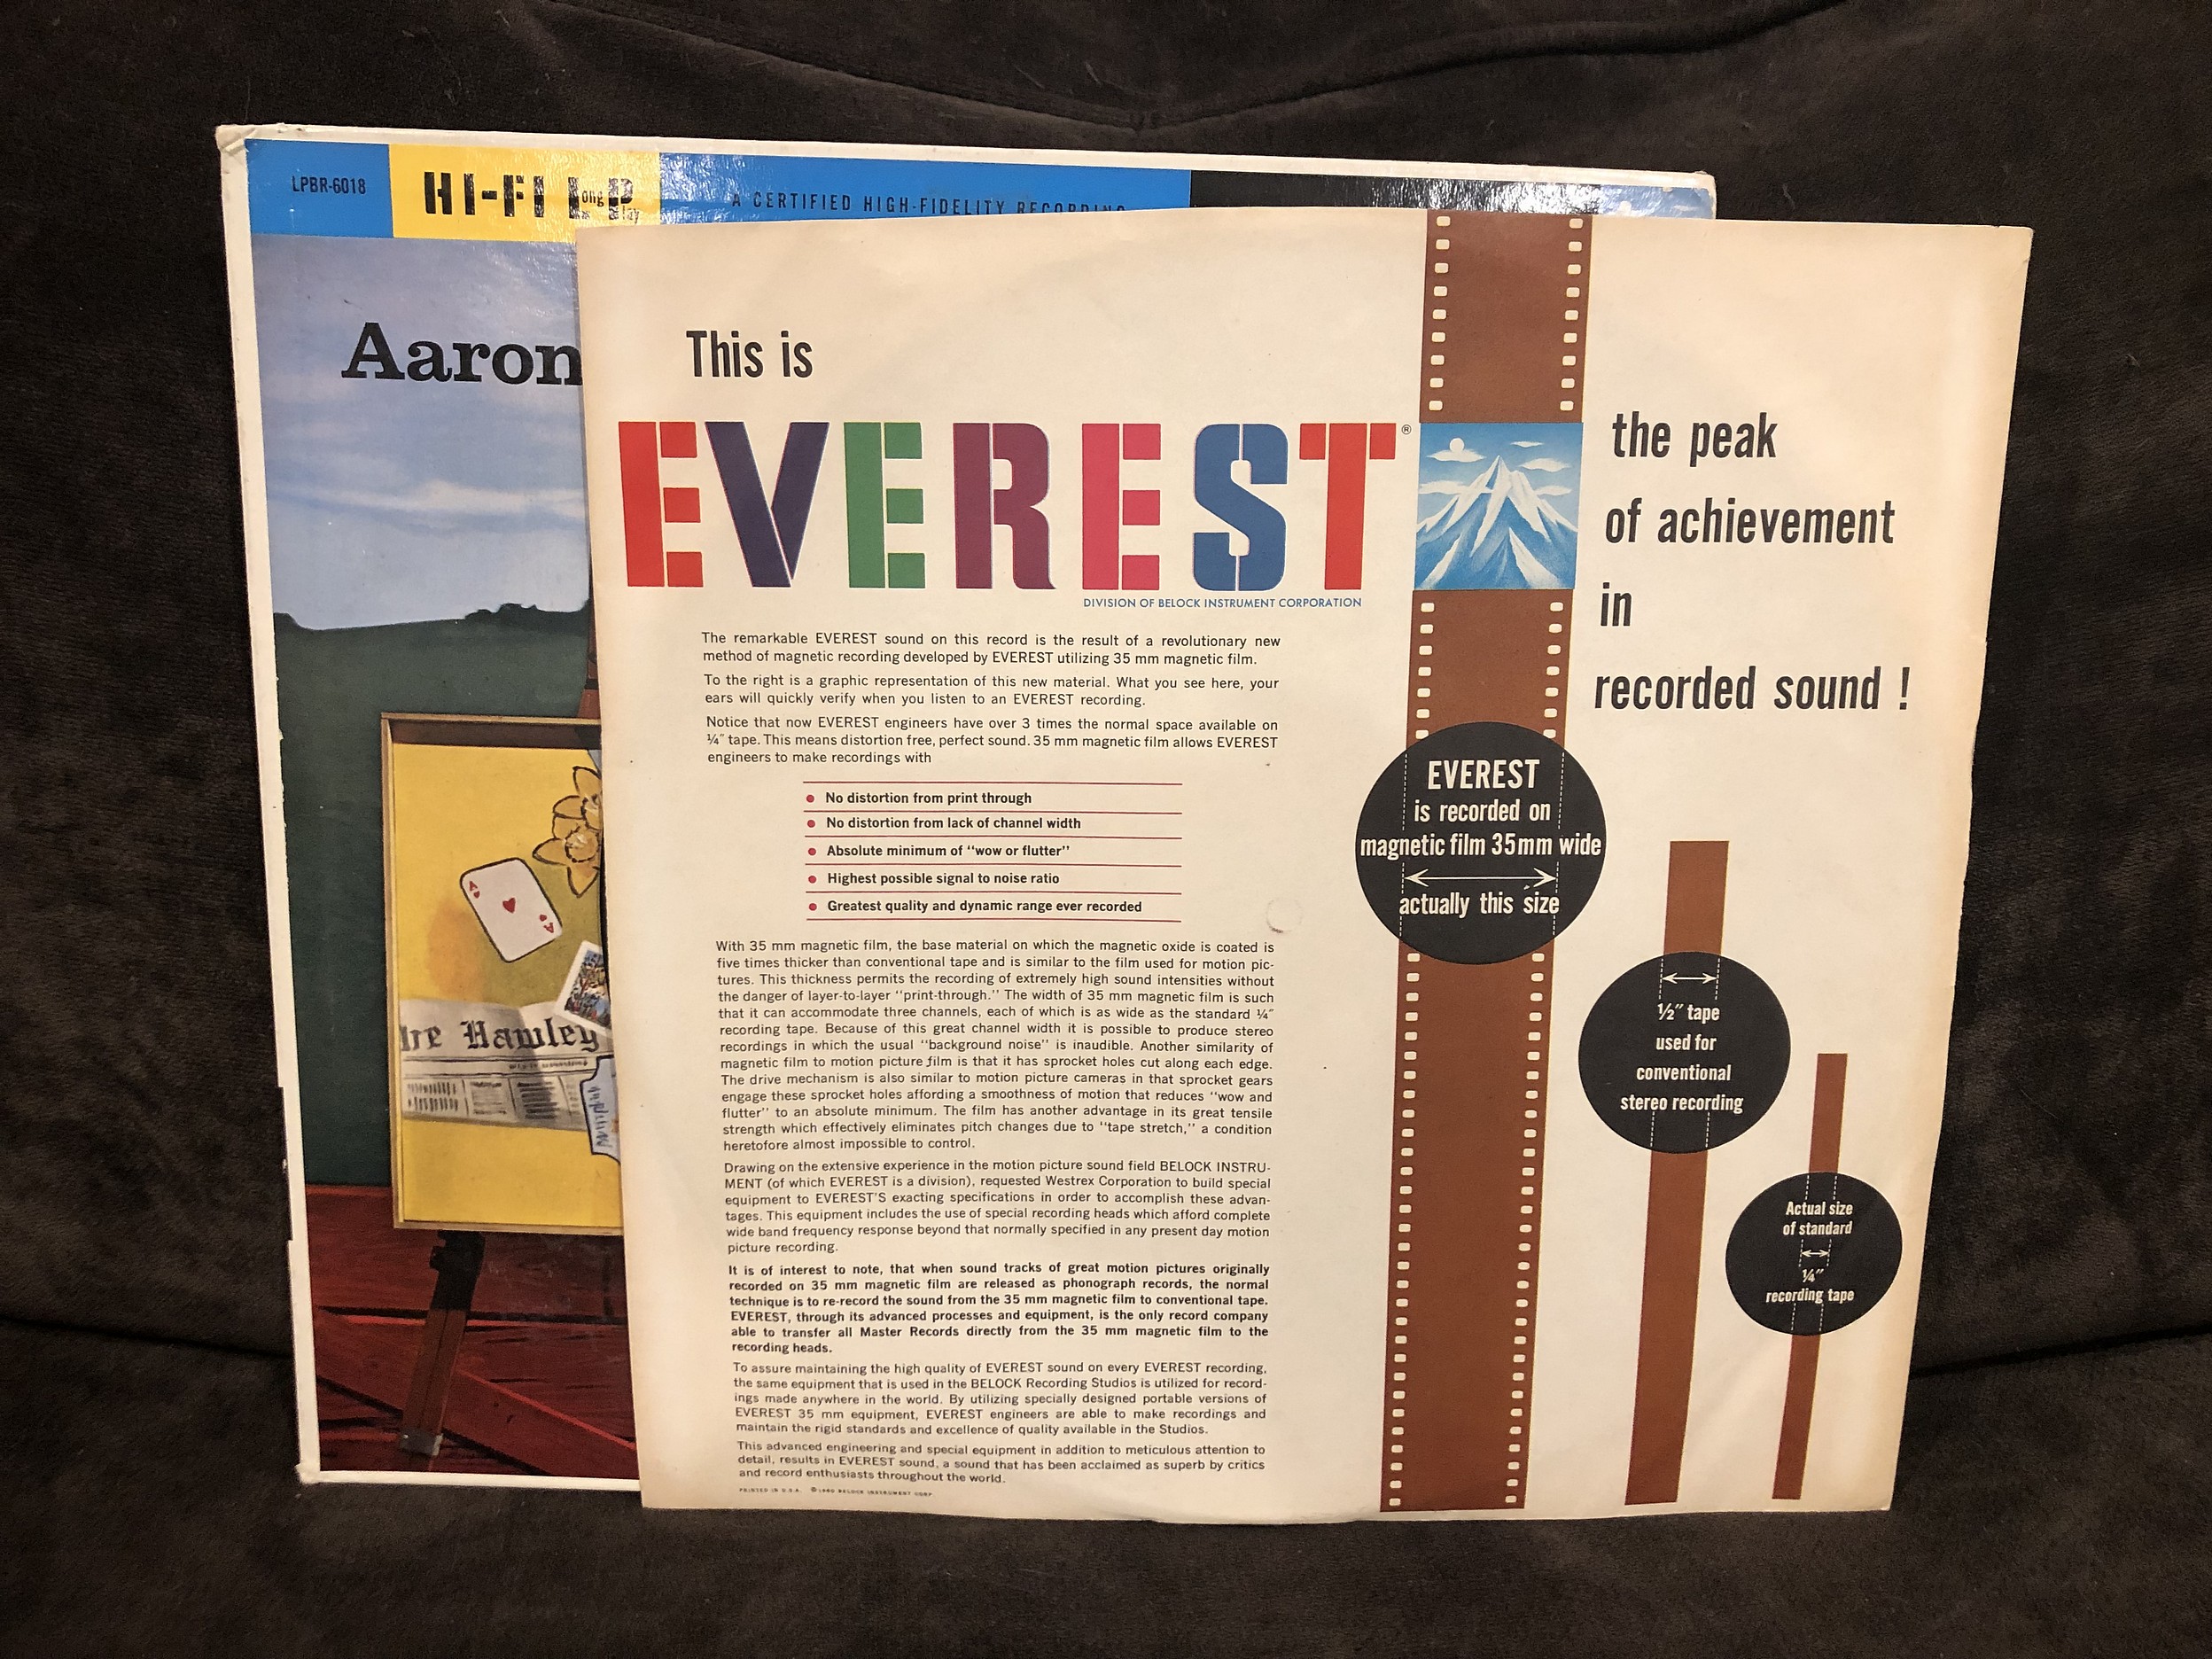 LPBR-6018
HI-FI Long Play
A CERTIFIED HIGH-FIDELITY RECORDING
Aaron
A
A
The Hawley
This is
EVEREST®
DIVISION OF BELOCK INSTRUMENT CORPORATION
the peak
of achievement
in
recorded sound !
The remarkable EVEREST sound on this record is the result of a revolutionary new
method of magnetic recording developed by EVEREST utilizing 35 mm magnetic film.
To the right is a graphic representation of this new material. What you see here, your
ears will quickly verify when you listen to an EVEREST recording.
Notice that now EVEREST engineers have over 3 times the normal space available on
¼″ tape. This means distortion free, perfect sound. 35 mm magnetic film allows EVEREST
engineers to make recordings with
• No distortion from print through
• No distortion from lack of channel width
• Absolute minimum of "wow or flutter"
• Highest possible signal to noise ratio
• Greatest quality and dynamic range ever recorded
With 35 mm magnetic film, the base material on which the magnetic oxide is coated is
five times thicker than conventional tape and is similar to the film used for motion pic-
tures. This thickness permits the recording of extremely high sound intensities without
the danger of layer-to-layer "print-through." The width of 35 mm magnetic film is such
that it can accommodate three channels, each of which is as wide as the standard ¼″
recording tape. Because of this great channel width it is possible to produce stereo
recordings in which the usual "background noise" is inaudible. Another similarity of
magnetic film to motion picture film is that it has sprocket holes cut along each edge.
The drive mechanism is also similar to motion picture cameras in that sprocket gears
engage these sprocket holes affording a smoothness of motion that reduces "wow and
flutter" to an absolute minimum. The film has another advantage in its great tensile
strength which effectively eliminates pitch changes due to "tape stretch," a condition
heretofore almost impossible to control.
Drawing on the extensive experience in the motion picture sound field BELOCK INSTRU-
MENT (of which EVEREST is a division), requested Westrex Corporation to build special
equipment to EVEREST'S exacting specifications in order to accomplish these advan-
tages. This equipment includes the use of special recording heads which afford complete
wide band frequency response beyond that normally specified in any present day motion
picture recording.
It is of interest to note, that when sound tracks of great motion pictures originally
recorded on 35 mm magnetic film are released as phonograph records, the normal
technique is to re-record the sound from the 35 mm magnetic film to conventional tape.
EVEREST, through its advanced processes and equipment, is the only record company
able to transfer all Master Records directly from the 35 mm magnetic film to the
recording heads.
To assure maintaining the high quality of EVEREST sound on every EVEREST recording,
the same equipment that is used in the BELOCK Recording Studios is utilized for record-
ings made anywhere in the world. By utilizing specially designed portable versions of
EVEREST 35 mm equipment, EVEREST engineers are able to make recordings and
maintain the rigid standards and excellence of quality available in the Studios.
This advanced engineering and special equipment in addition to meticulous attention to
detail, results in EVEREST sound, a sound that has been acclaimed as superb by critics
and record enthusiasts throughout the world.
PRINTED IN U.S.A. © 1960 BELOCK INSTRUMENT CORP.
EVEREST
is recorded on
magnetic film 35mm wide
actually this size
½″ tape
used for
conventional
stereo recording
Actual size
of standard
¼″
recording tape